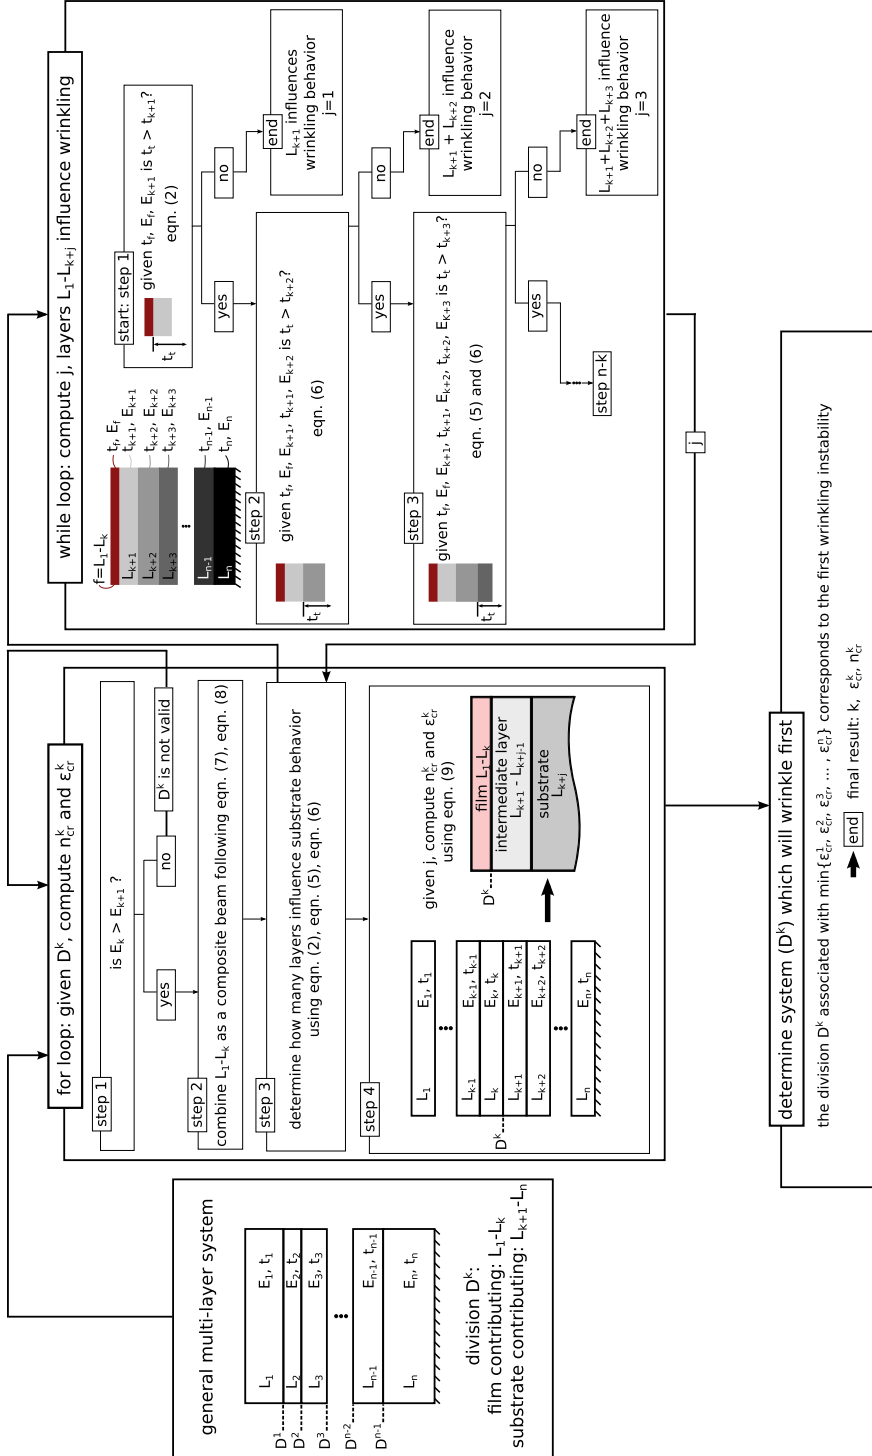 general multi-layer system
L1 E1, t1
L2 E2, t2
L3 E3, t3
Ln-1 En-1, tn-1
Ln En, tn
D1
D2
D3
Dn-2
Dn-1
division Dk:
film contributing: L1-Lk
substrate contributing: Lk+1-Ln
for loop: given Dk, compute nkcr and εkcr
step 1
is Ek > Ek+1 ?
yes
no
Dk is not valid
step 2
combine L1-Lk as a composite beam following eqn. (7), eqn. (8)
step 3
determine how many layers influence substrate behavior
using eqn. (2), eqn. (5), eqn. (6)
step 4
L1 E1, t1
Lk-1 Ek-1, tk-1
Lk Ek, tk
Lk+1 Ek+1, tk+1
Lk+2 Ek+2, tk+2
Ln En, tn
Dk
given j, compute nkcr and εkcr
using eqn. (9)
Dk
film L1-Lk
intermediate layer
Lk+1 - Lk+j-1
substrate
Lk+j
while loop: compute j, layers L1-Lk+j influence wrinkling
f=L1-Lk
tf, Ef
Lk+1 tk+1, Ek+1
Lk+2 tk+2, Ek+2
Lk+3 tk+3, Ek+3
Ln-1 tn-1, En-1
Ln tn, En
start: step 1
given tf, Ef, Ek+1 is tt > tk+1?
eqn. (2)
tt
yes
no
end
Lk+1 influences
wrinkling behavior
j=1
step 2
given tf, Ef, Ek+1, tk+1, Ek+2 is tt > tk+2?
eqn. (6)
tt
yes
no
end
Lk+1 + Lk+2 influence
wrinkling behavior
j=2
step 3
given tf, Ef, Ek+1, tk+1, Ek+2, tk+2, EK+3 is tt > tk+3?
eqn. (5) and (6)
tt
yes
no
end
Lk+1+Lk+2+Lk+3 influence
wrinkling behavior
j=3
step n-k
j
determine system (Dk) which will wrinkle first
the division Dk associated with min{ε1cr, ε2cr, ε3cr, ... , εncr} corresponds to the first wrinkling instability
end final result: k, εkcr, nkcr